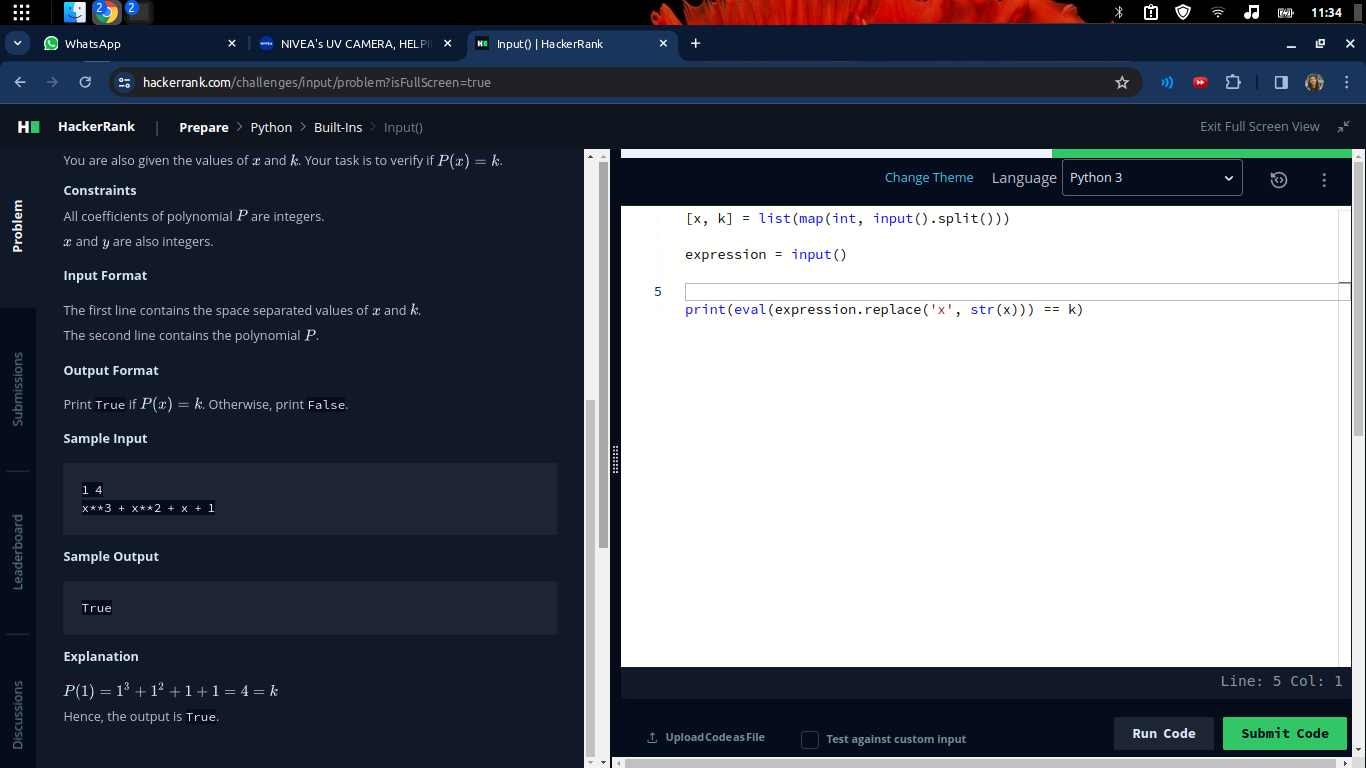 11:34
WhatsApp
NIVEA's UV CAMERA, HELPI
Input() | HackerRank
hackerrank.com/challenges/input/problem?isFullScreen=true
HackerRank | Prepare > Python > Built-Ins > Input()
Exit Full Screen View
Problem
Submissions
Leaderboard
Discussions
You are also given the values of x and k. Your task is to verify if P(x) = k.
Constraints
All coefficients of polynomial P are integers.
x and y are also integers.
Input Format
The first line contains the space separated values of x and k.
The second line contains the polynomial P.
Output Format
Print True if P(x) = k. Otherwise, print False.
Sample Input
1 4
x**3 + x**2 + x + 1
Sample Output
True
Explanation
P(1) = 1³ + 1² + 1 + 1 = 4 = k
Hence, the output is True.
Change Theme Language Python 3
[x, k] = list(map(int, input().split()))
expression = input()
5
print(eval(expression.replace('x', str(x))) == k)
Line: 5 Col: 1
Upload Code as File
Test against custom input
Run Code
Submit Code